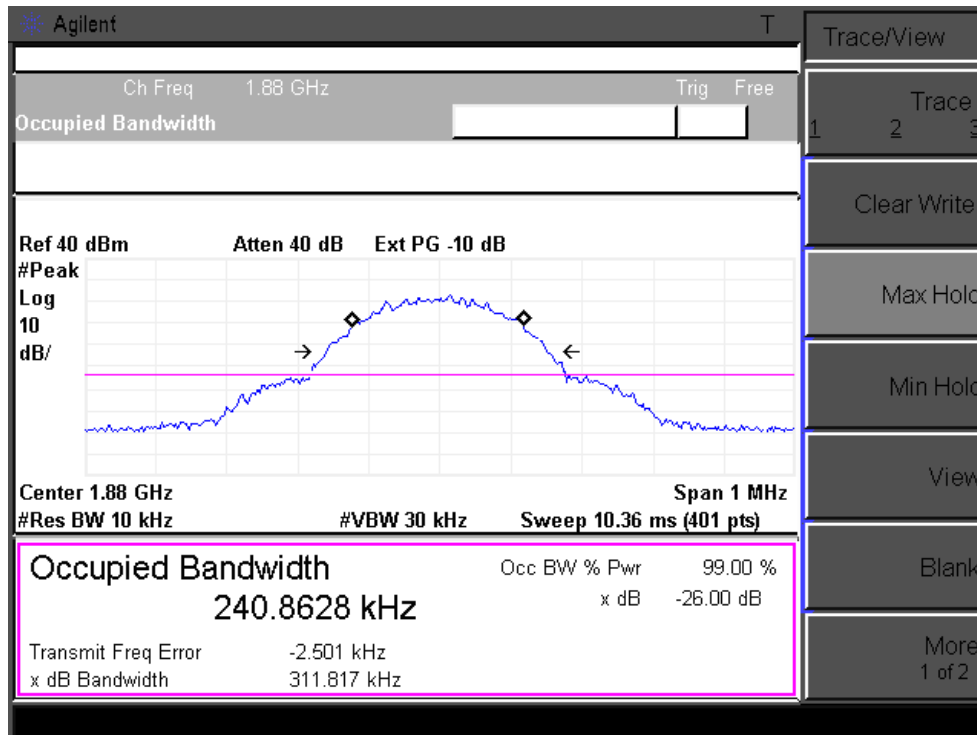 Agilent T
Trace/View
Ch Freq 1.88 GHz Trig Free
Occupied Bandwidth
Trace
1 2 3
Clear Write
Ref 40 dBm Atten 40 dB Ext PG -10 dB
#Peak
Log
10
dB/
Max Hold
Min Hold
View
Center 1.88 GHz Span 1 MHz
#Res BW 10 kHz #VBW 30 kHz Sweep 10.36 ms (401 pts)
Occupied Bandwidth
240.8628 kHz
Occ BW % Pwr 99.00 %
x dB -26.00 dB
Transmit Freq Error -2.501 kHz
x dB Bandwidth 311.817 kHz
Blank
More
1 of 2